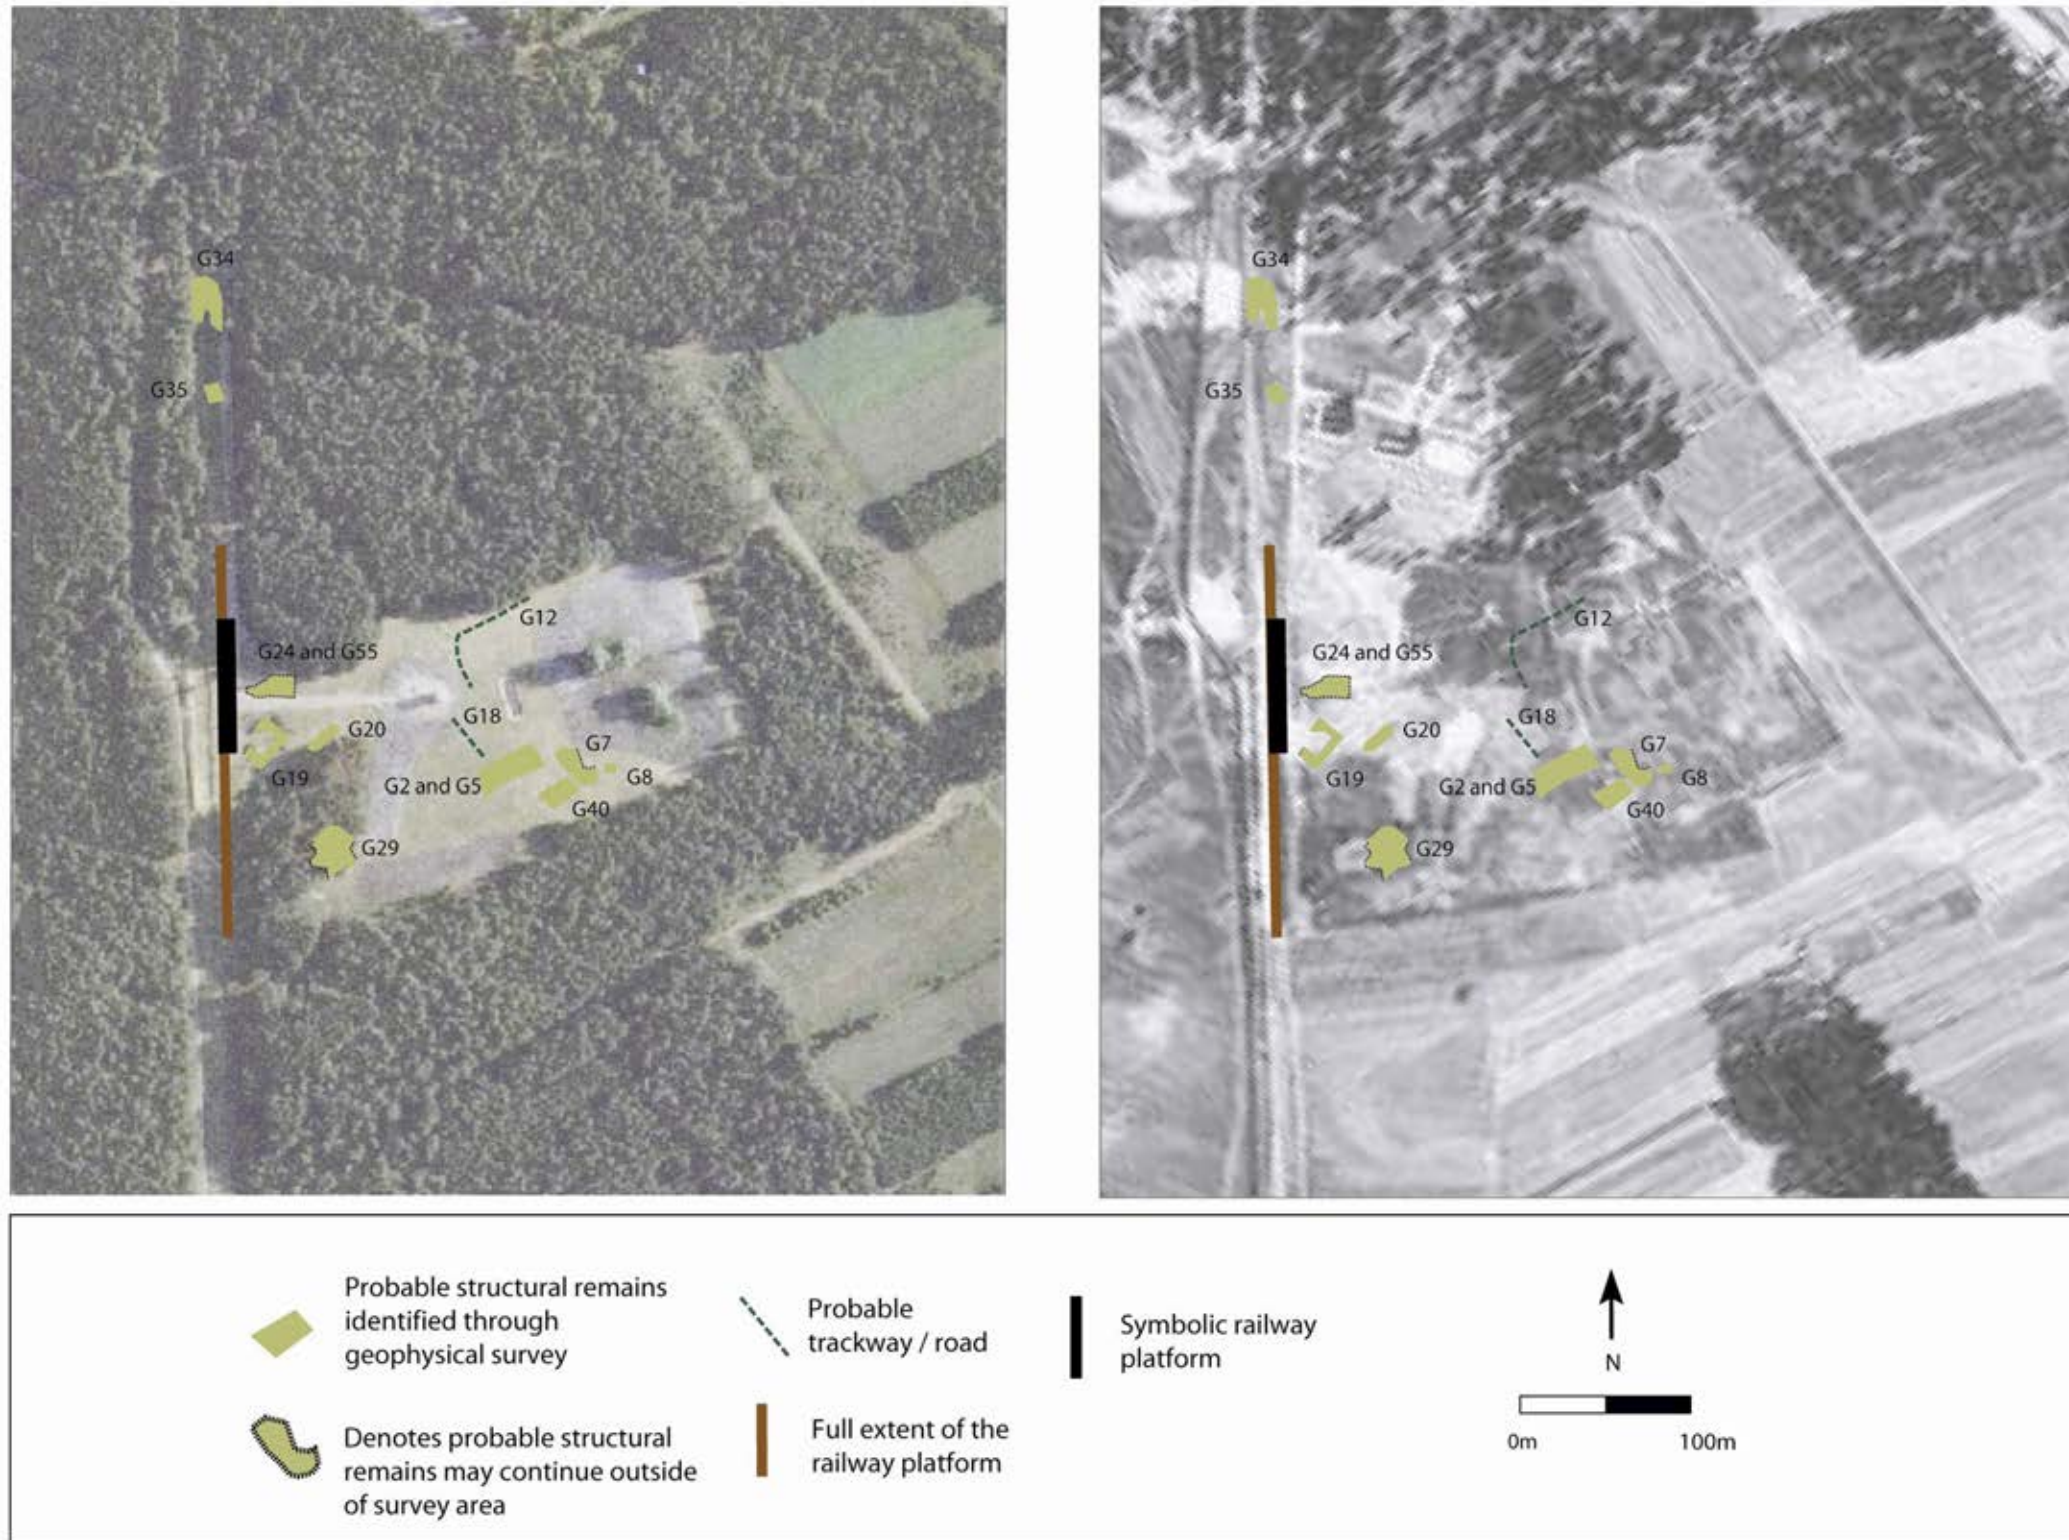 G34
G35
G12
G24 and G55
G18
G20
G7
G19
G2 and G5
G8
G40
G29
G34
G35
G12
G24 and G55
G18
G20
G7
G19
G2 and G5
G8
G40
G29
Probable structural remains
identified through
geophysical survey
Denotes probable structural
remains may continue outside
of survey area
Probable
trackway / road
Full extent of the
railway platform
Symbolic railway
platform
N
0m 100m